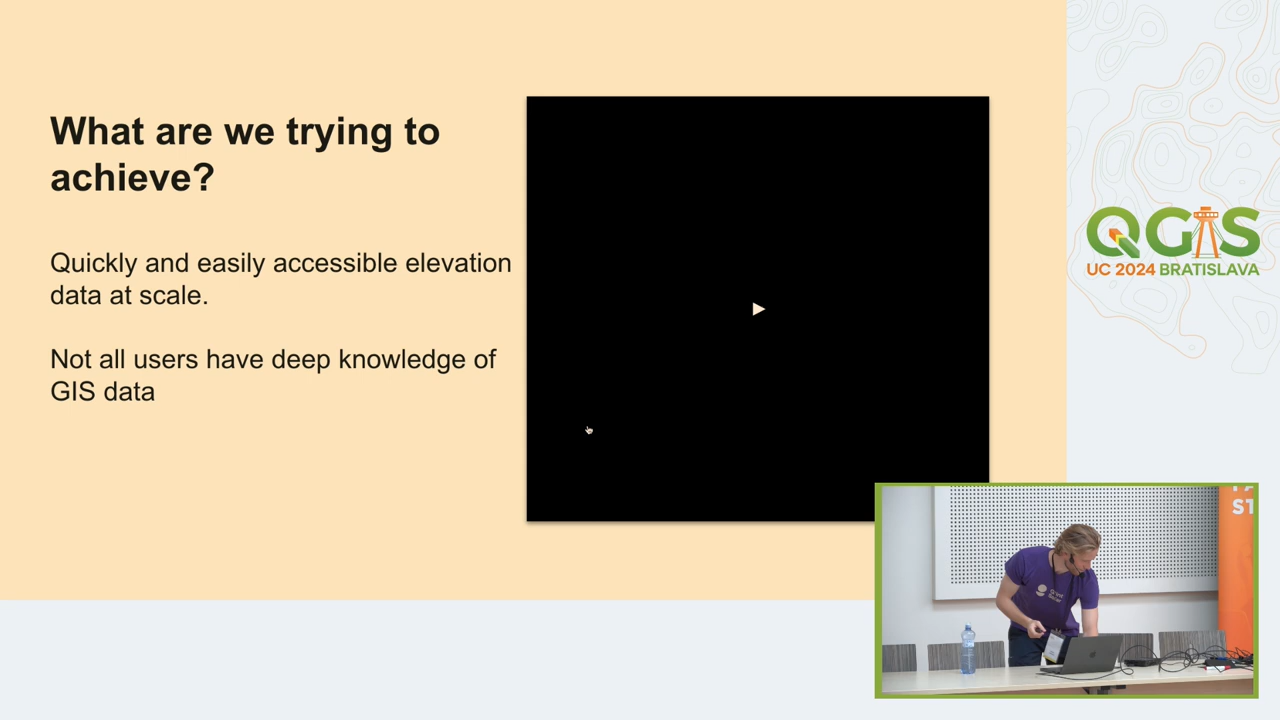 What are we trying to
achieve?
Quickly and easily accessible elevation
data at scale.
Not all users have deep knowledge of
GIS data
QGIS
UC 2024 BRATISLAVA
ST